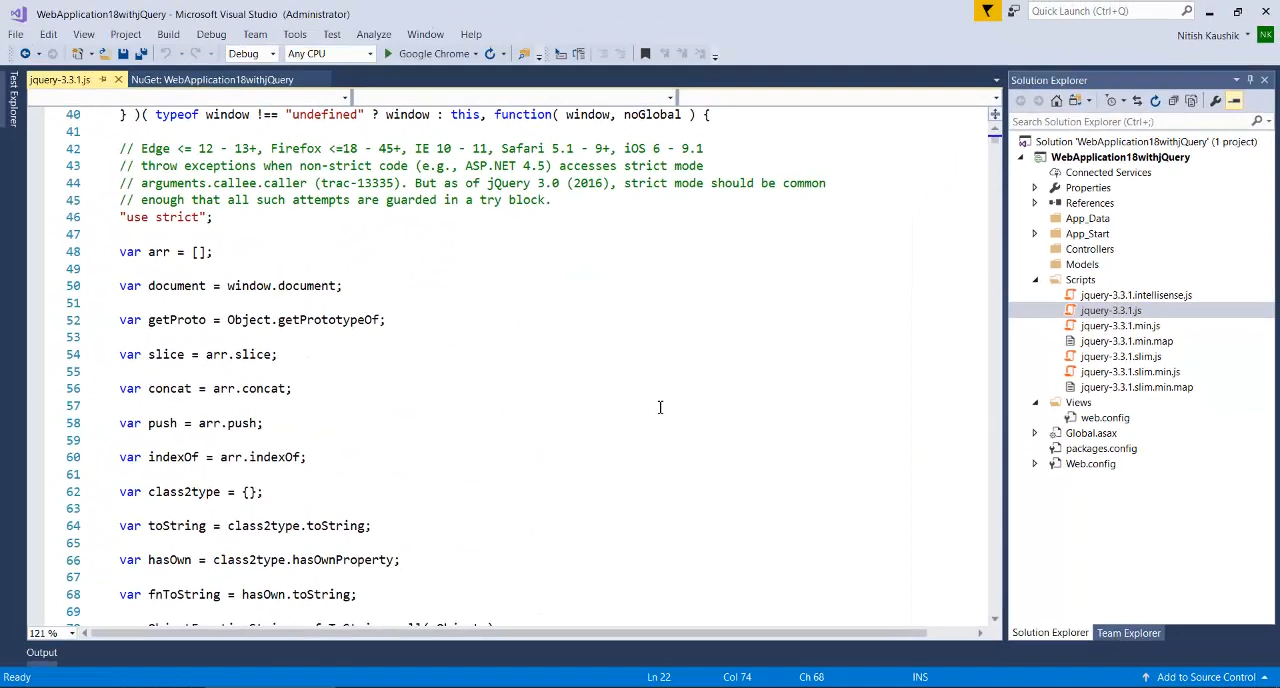 WebApplication18withjQuery - Microsoft Visual Studio (Administrator)
Quick Launch (Ctrl+Q)
File Edit View Project Build Debug Team Tools Test Analyze Window Help
Nitish Kaushik NK
Debug Any CPU Google Chrome
Test Explorer
jquery-3.3.1.js NuGet: WebApplication18withjQuery
40 } )( typeof window !== "undefined" ? window : this, function( window, noGlobal ) {
41
42 // Edge <= 12 - 13+, Firefox <=18 - 45+, IE 10 - 11, Safari 5.1 - 9+, iOS 6 - 9.1
43 // throw exceptions when non-strict code (e.g., ASP.NET 4.5) accesses strict mode
44 // arguments.callee.caller (trac-13335). But as of jQuery 3.0 (2016), strict mode should be common
45 // enough that all such attempts are guarded in a try block.
46 "use strict";
47
48 var arr = [];
49
50 var document = window.document;
51
52 var getProto = Object.getPrototypeOf;
53
54 var slice = arr.slice;
55
56 var concat = arr.concat;
57
58 var push = arr.push;
59
60 var indexOf = arr.indexOf;
61
62 var class2type = {};
63
64 var toString = class2type.toString;
65
66 var hasOwn = class2type.hasOwnProperty;
67
68 var fnToString = hasOwn.toString;
69
121 %
Output
Solution Explorer
Search Solution Explorer (Ctrl+;)
Solution 'WebApplication18withjQuery' (1 project)
WebApplication18withjQuery
Connected Services
Properties
References
App_Data
App_Start
Controllers
Models
Scripts
jquery-3.3.1.intellisense.js
jquery-3.3.1.js
jquery-3.3.1.min.js
jquery-3.3.1.min.map
jquery-3.3.1.slim.js
jquery-3.3.1.slim.min.js
jquery-3.3.1.slim.min.map
Views
web.config
Global.asax
packages.config
Web.config
Solution Explorer Team Explorer
Ready Ln 22 Col 74 Ch 68 INS Add to Source Control